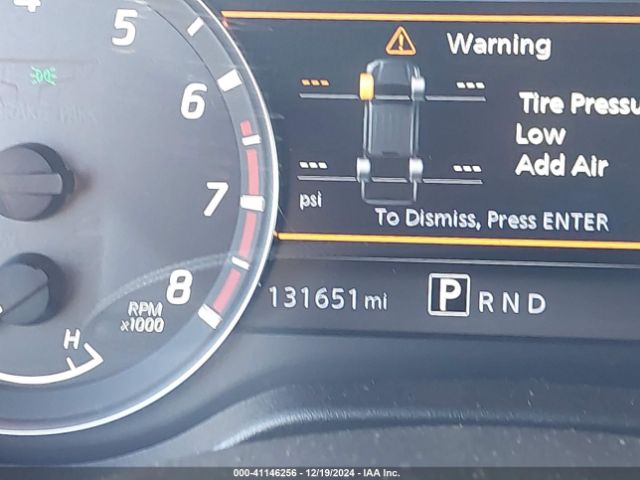 4
5
6
7
8
RPM
x1000
H
Warning
--- ---
Tire Pressu
Low
Add Air
--- ---
psi
To Dismiss, Press ENTER
131651 mi
P R N D
000-41146256 - 12/19/2024 - IAA Inc.